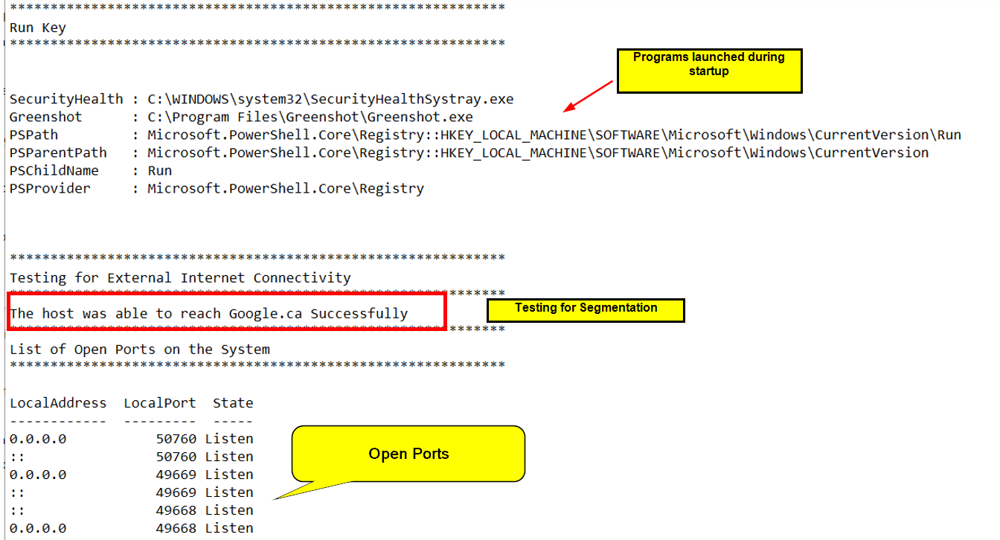 *************************************************************
Run Key
*************************************************************
Programs launched during
startup
SecurityHealth : C:\WINDOWS\system32\SecurityHealthSystray.exe
Greenshot      : C:\Program Files\Greenshot\Greenshot.exe
PSPath         : Microsoft.PowerShell.Core\Registry::HKEY_LOCAL_MACHINE\SOFTWARE\Microsoft\Windows\CurrentVersion\Run
PSParentPath   : Microsoft.PowerShell.Core\Registry::HKEY_LOCAL_MACHINE\SOFTWARE\Microsoft\Windows\CurrentVersion
PSChildName    : Run
PSProvider     : Microsoft.PowerShell.Core\Registry
*************************************************************
Testing for External Internet Connectivity
*************************************************************
The host was able to reach Google.ca Successfully
Testing for Segmentation
*************************************************************
List of Open Ports on the System
*************************************************************
LocalAddress  LocalPort  State
------------  ---------  -----
0.0.0.0           50760 Listen
::                50760 Listen
0.0.0.0           49669 Listen
::                49669 Listen
::                49668 Listen
0.0.0.0           49668 Listen
Open Ports